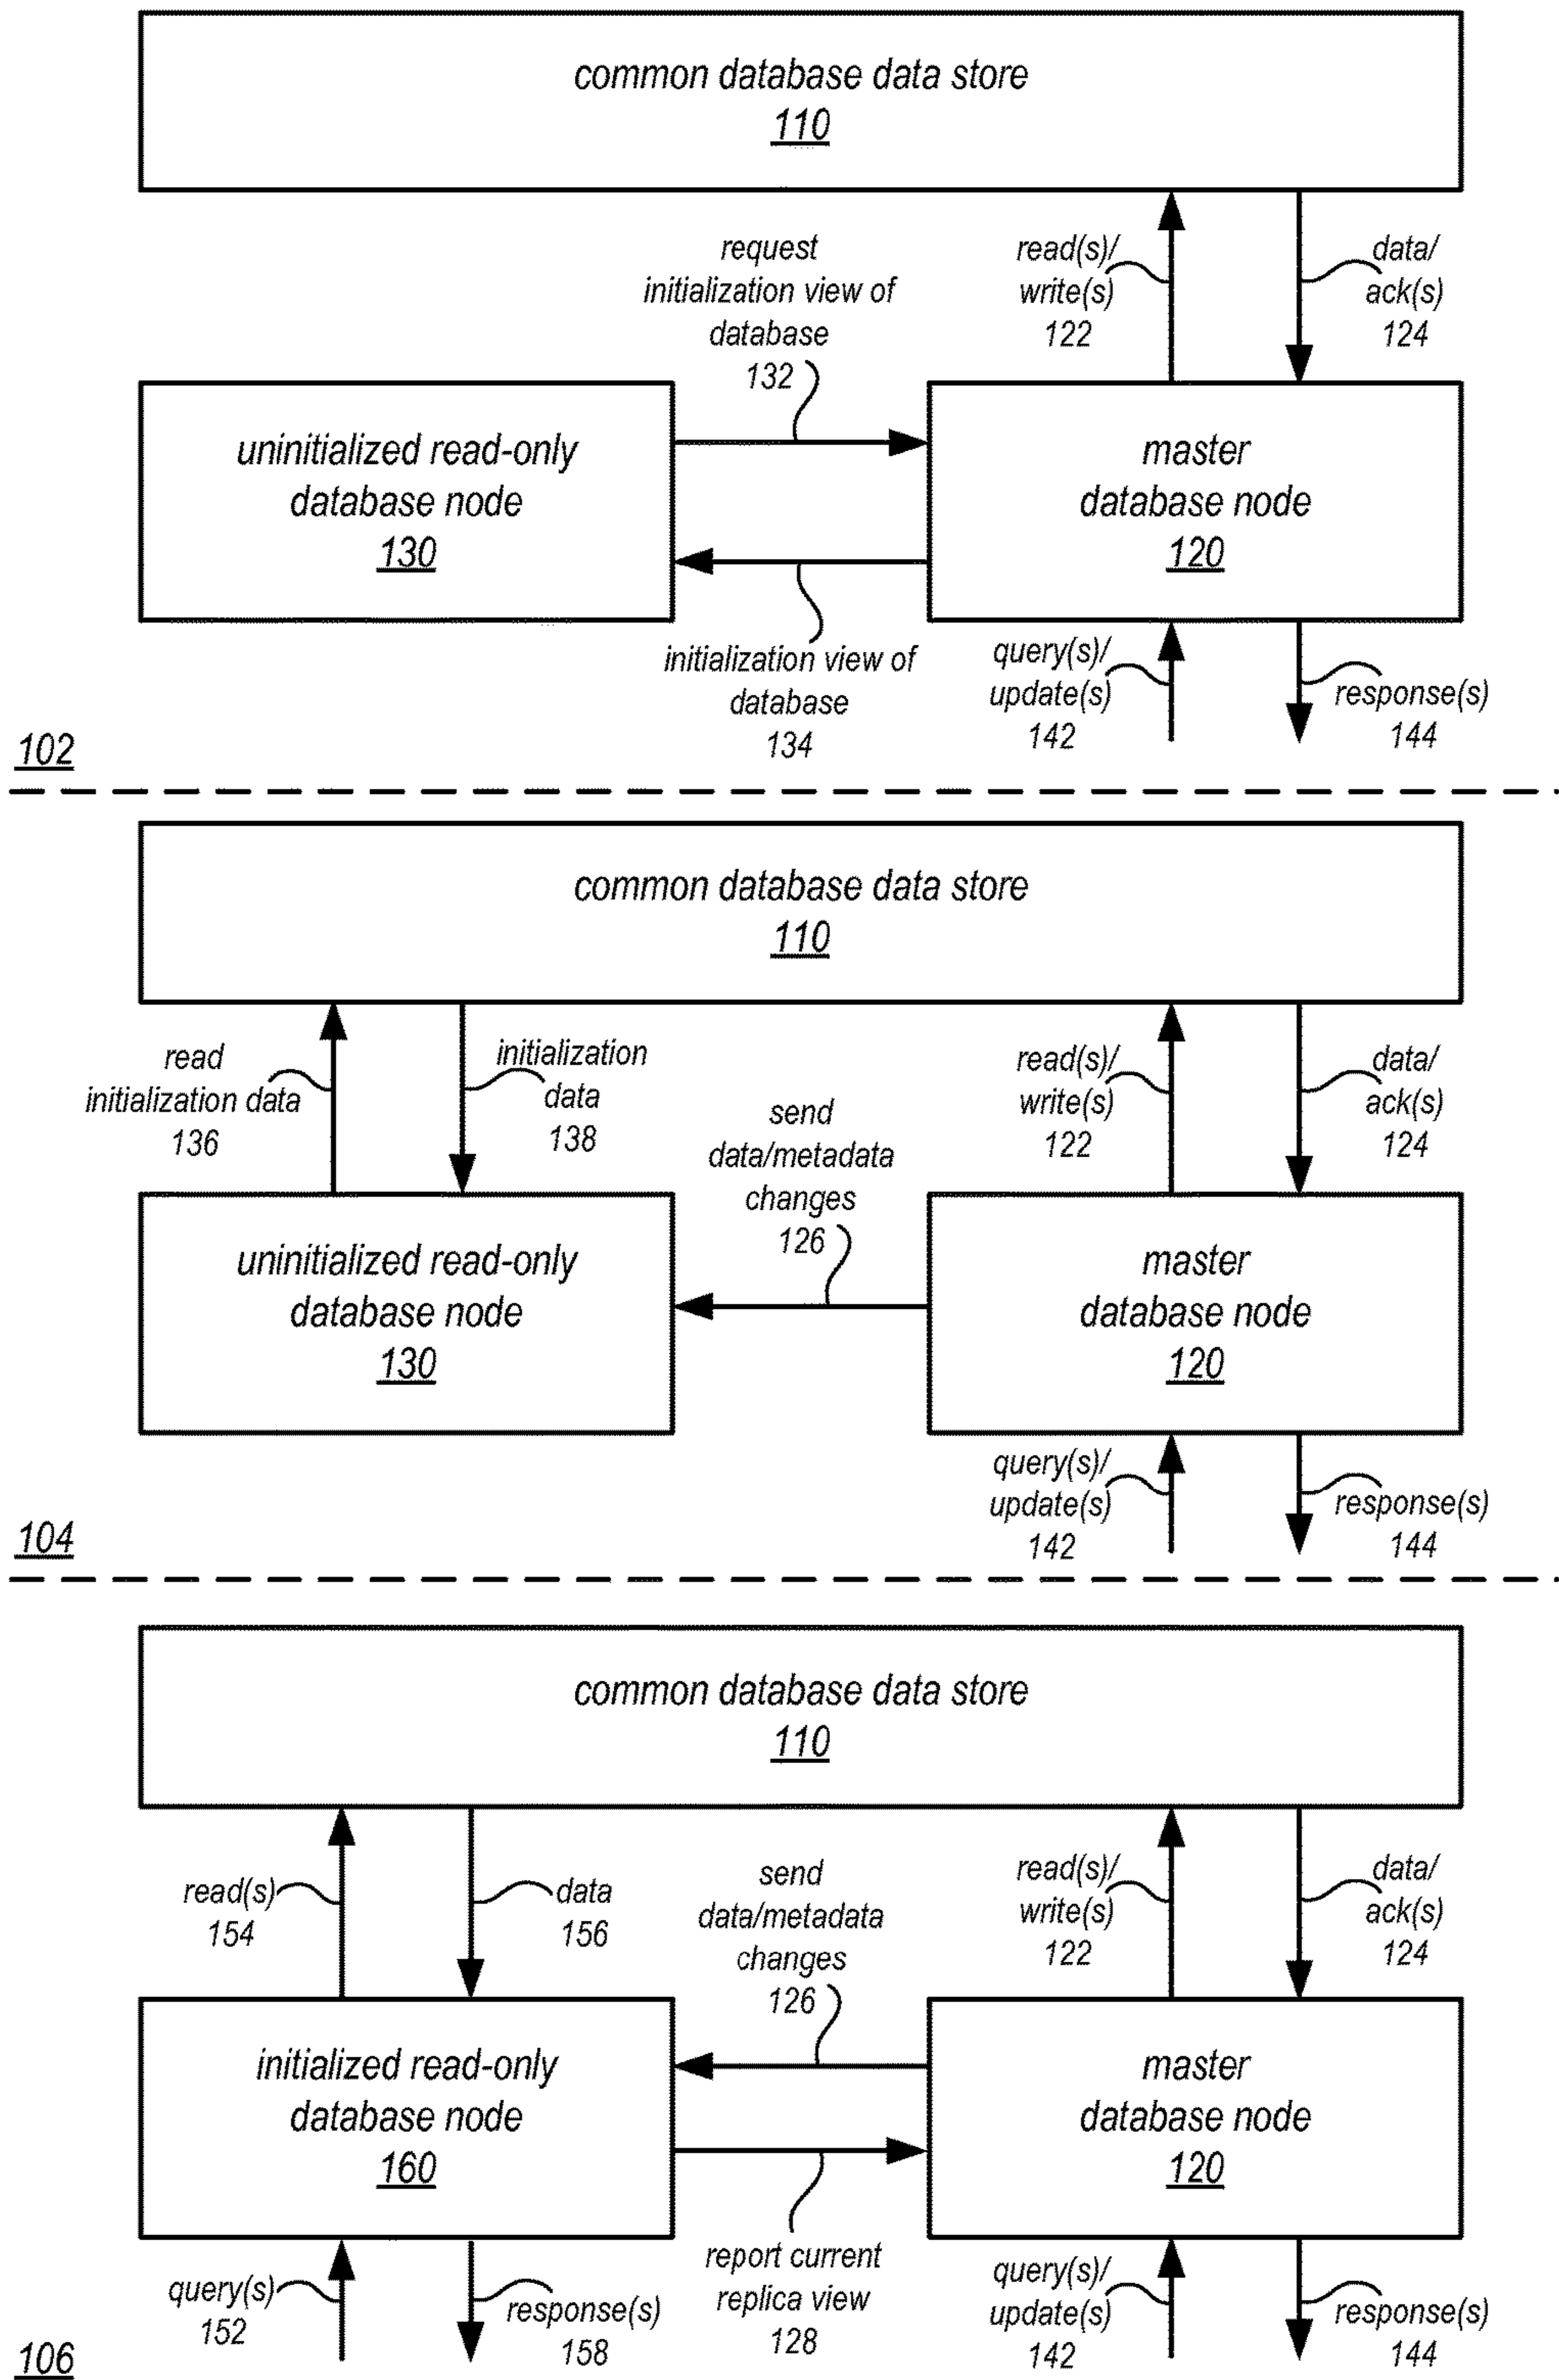 common database data store
110
request
initialization view of
database
132
read(s)/
write(s)
122
data/
ack(s)
124
uninitialized read-only
database node
130
master
database node
120
initialization view of
database
134
query(s)/
update(s)
142
response(s)
144
102
common database data store
110
read
initialization data
136
initialization
data
138
send
data/metadata
changes
126
read(s)/
write(s)
122
data/
ack(s)
124
uninitialized read-only
database node
130
master
database node
120
query(s)/
update(s)
142
response(s)
144
104
common database data store
110
read(s)
154
data
156
send
data/metadata
changes
126
read(s)/
write(s)
122
data/
ack(s)
124
initialized read-only
database node
160
master
database node
120
query(s)
152
response(s)
158
report current
replica view
128
query(s)/
update(s)
142
response(s)
144
106